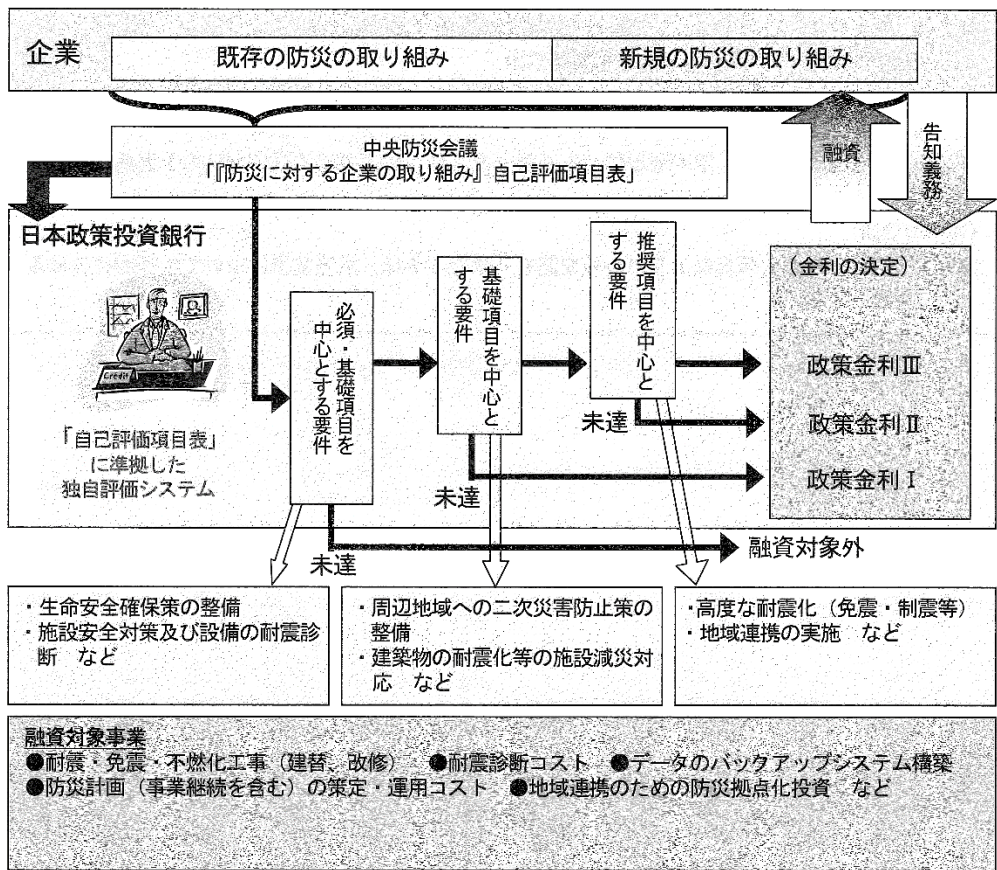 企業
既存の防災の取り組み
新規の防災の取り組み
融資
告知義務
中央防災会議
「『防災に対する企業の取り組み』自己評価項目表」
日本政策投資銀行
Credit
「自己評価項目表」
に準拠した
独自評価システム
必須・基礎項目を
中心とする要件
基礎項目を中心と
する要件
推奨項目を中心と
する要件
(金利の決定)
政策金利Ⅲ
政策金利Ⅱ
政策金利Ⅰ
未達
未達
未達
融資対象外
・生命安全確保策の整備
・施設安全対策及び設備の耐震診
断 など
・周辺地域への二次災害防止策の
整備
・建築物の耐震化等の施設減災対
応 など
・高度な耐震化(免震・制震等)
・地域連携の実施 など
融資対象事業
●耐震・免震・不燃化工事(建替、改修) ●耐震診断コスト ●データのバックアップシステム構築
●防災計画(事業継続を含む)の策定・運用コスト ●地域連携のための防災拠点化投資 など